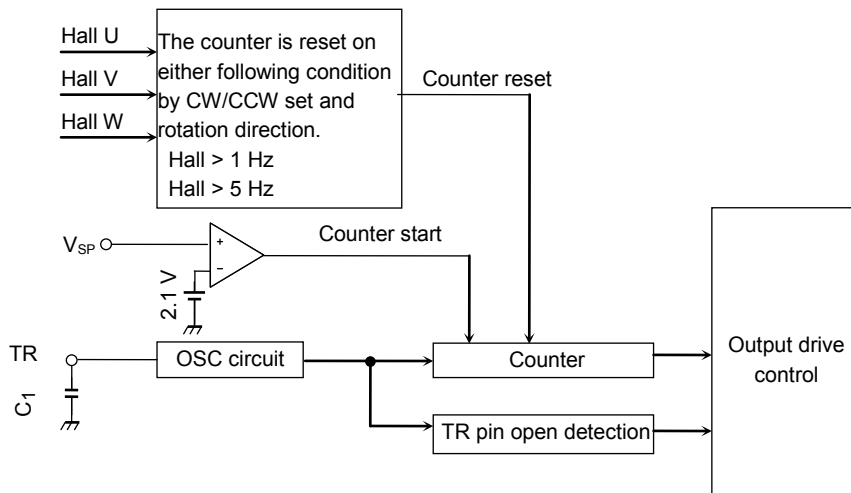 Hall U
Hall V
Hall W
The counter is reset on
either following condition
by CW/CCW set and
rotation direction.
Hall > 1 Hz
Hall > 5 Hz
Counter reset
VSP
+
−
2.1 V
Counter start
TR
C1
OSC circuit
Counter
TR pin open detection
Output drive
control